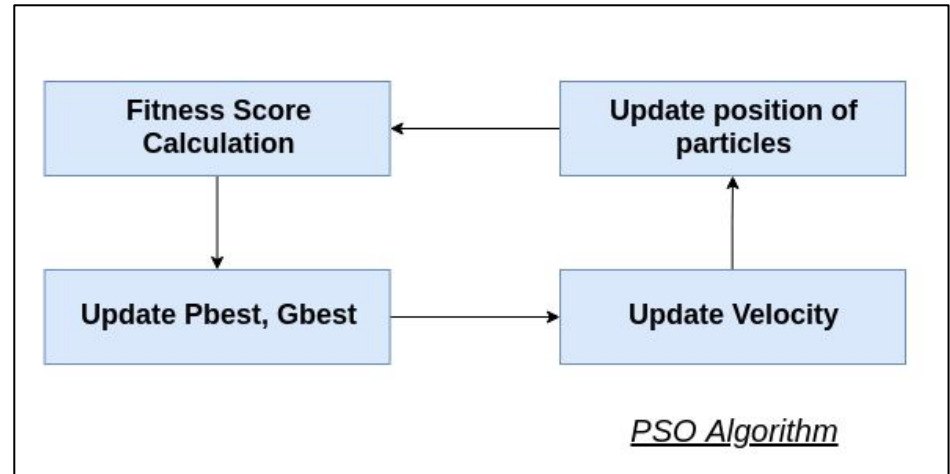 Fitness Score
Calculation
Update position of
particles
Update Pbest, Gbest
Update Velocity
PSO Algorithm